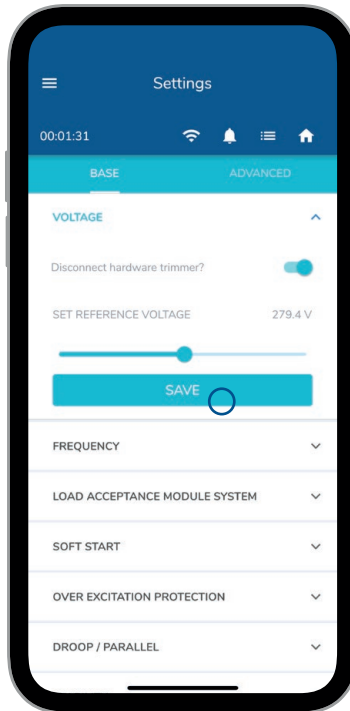 Settings
00:01:31
BASE ADVANCED
VOLTAGE
Disconnect hardware trimmer?
SET REFERENCE VOLTAGE 279.4 V
SAVE
FREQUENCY
LOAD ACCEPTANCE MODULE SYSTEM
SOFT START
OVER EXCITATION PROTECTION
DROOP / PARALLEL